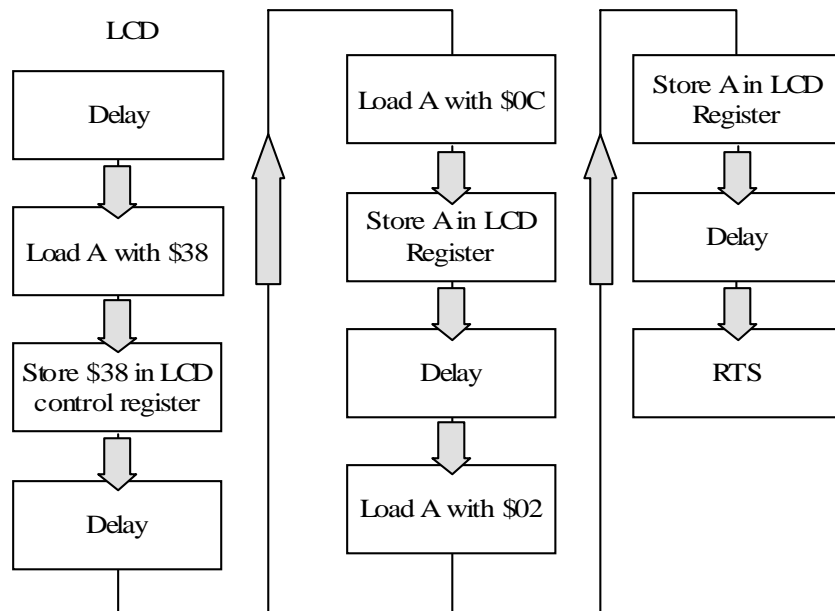 LCD
Delay
Load A with $38
Store $38 in LCD
control register
Delay
Load A with $0C
Store A in LCD
Register
Delay
Load A with $02
Store A in LCD
Register
Delay
RTS